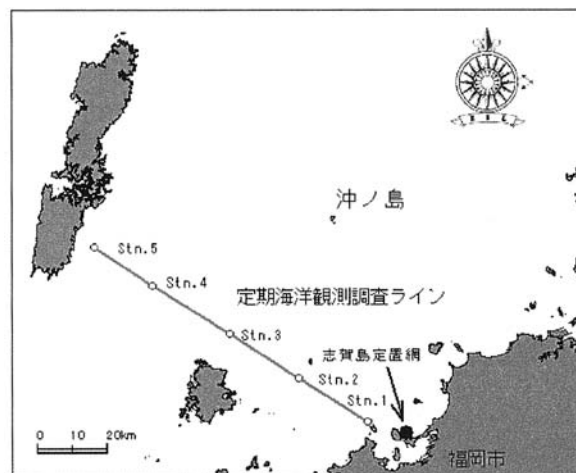 沖ノ島
Stn.5
Stn.4
定期海洋観測調査ライン
Stn.3
志賀島定置網
Stn.2
Stn.1
0 10 20km
福岡市